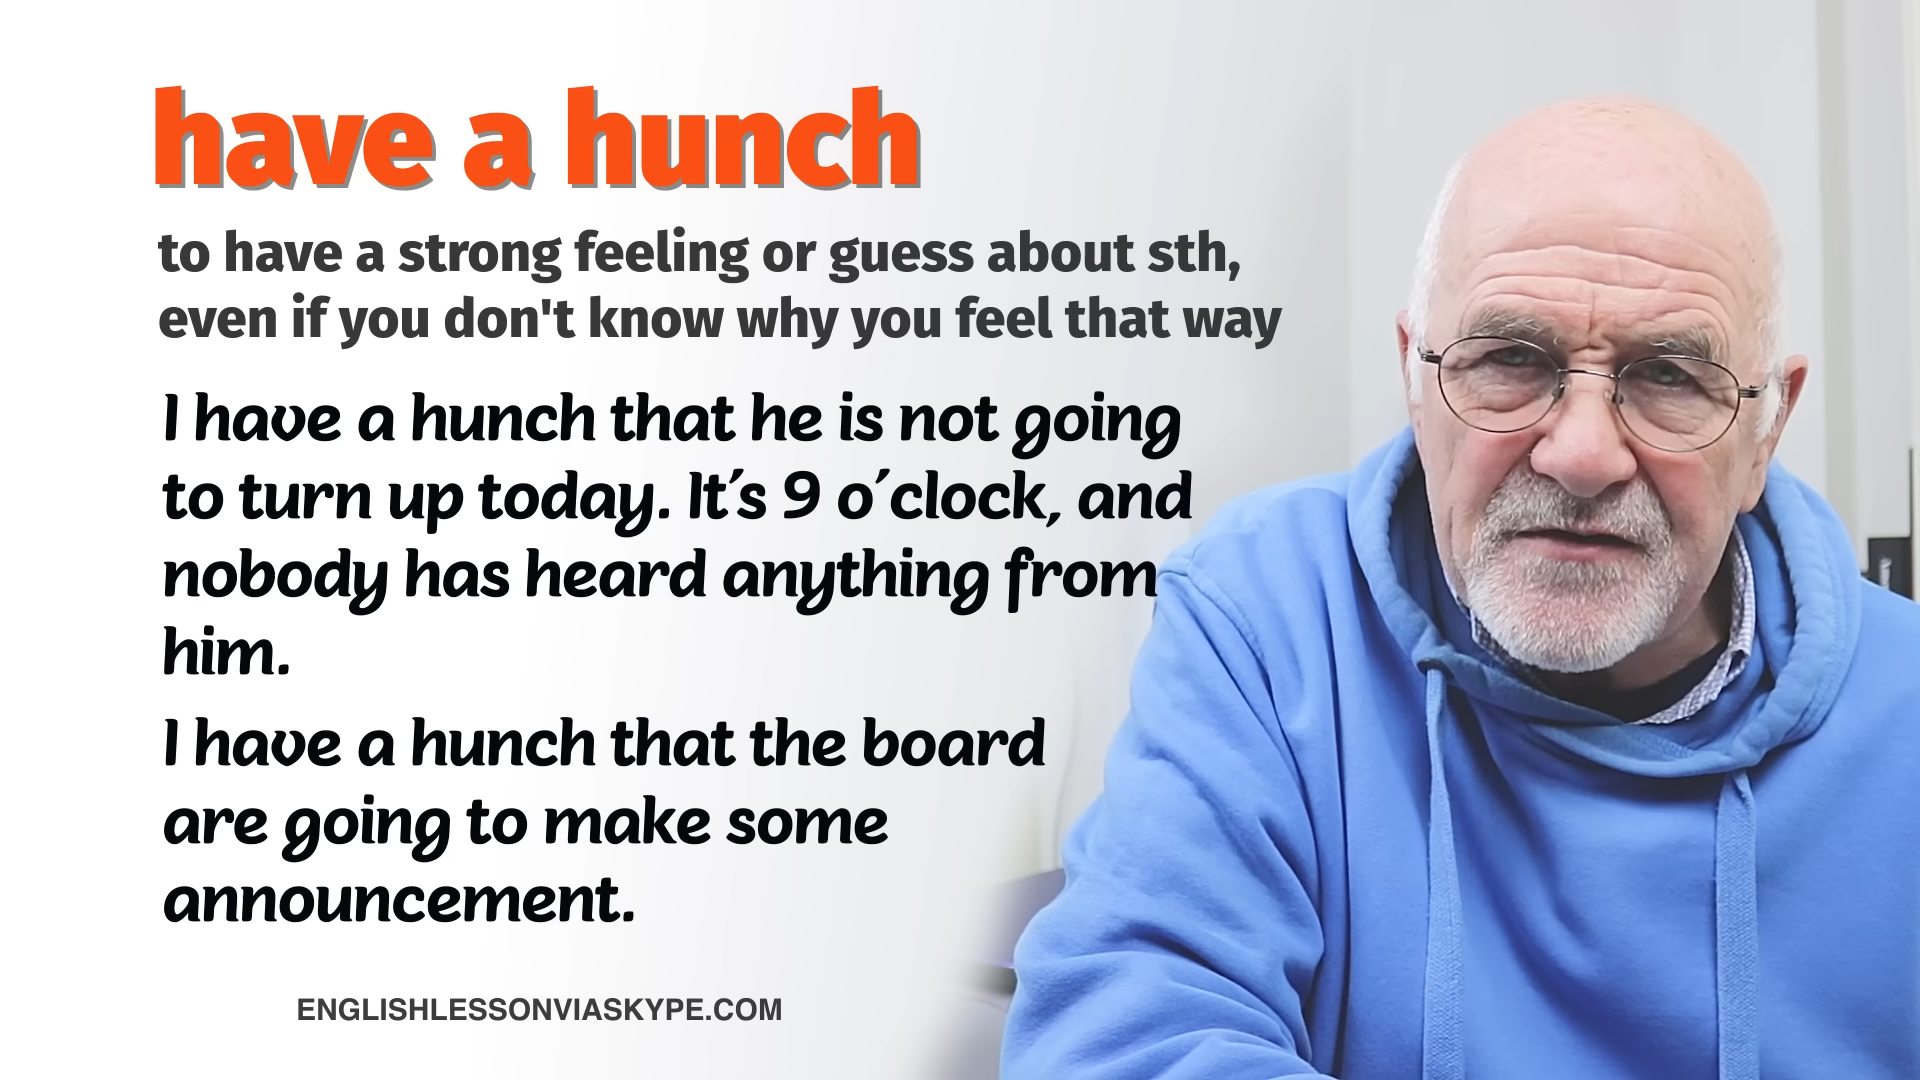 have a hunch
to have a strong feeling or guess about sth,
even if you don't know why you feel that way
I have a hunch that he is not going
to turn up today. It´s 9 o´clock, and
nobody has heard anything from
him.
I have a hunch that the board
are going to make some
announcement.
ENGLISHLESSONVIASKYPE.COM